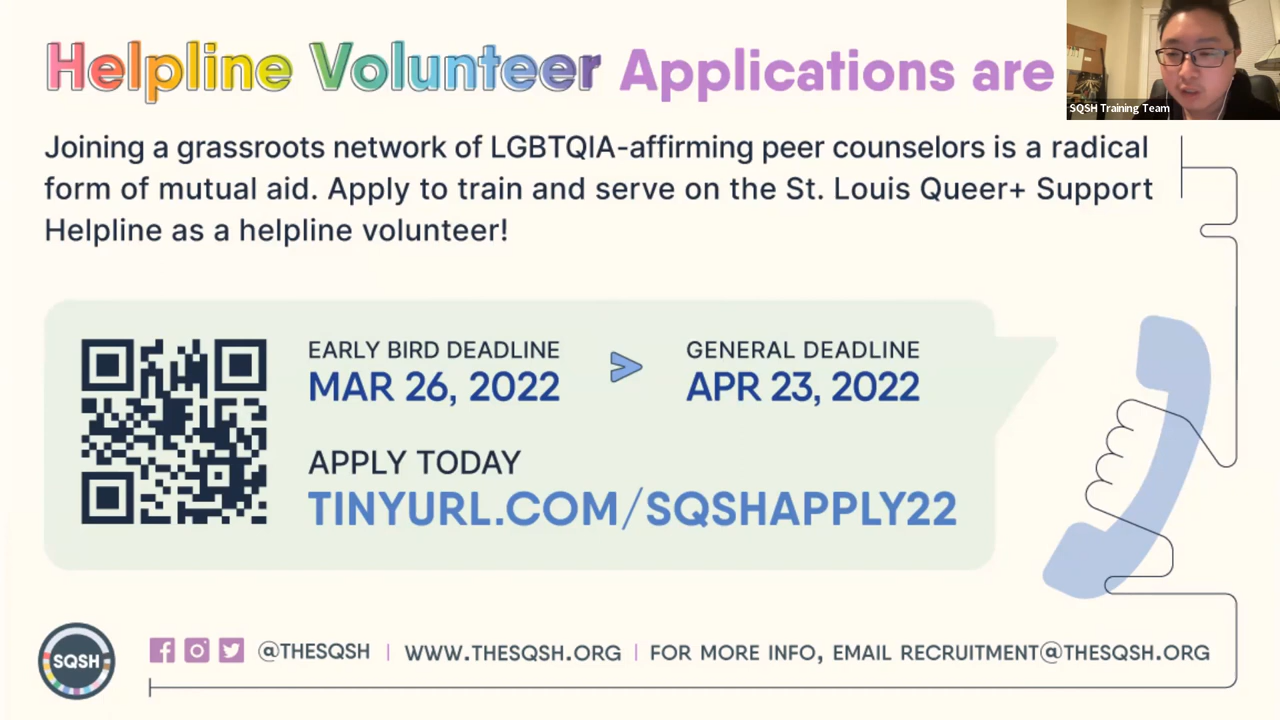 Helpline Volunteer Applications are
SQSH Training Team
Joining a grassroots network of LGBTQIA-affirming peer counselors is a radical
form of mutual aid. Apply to train and serve on the St. Louis Queer+ Support
Helpline as a helpline volunteer!
EARLY BIRD DEADLINE > GENERAL DEADLINE
MAR 26, 2022 APR 23, 2022
APPLY TODAY
TINYURL.COM/SQSHAPPLY22
SQSH @THESQSH | WWW.THESQSH.ORG | FOR MORE INFO, EMAIL RECRUITMENT@THESQSH.ORG